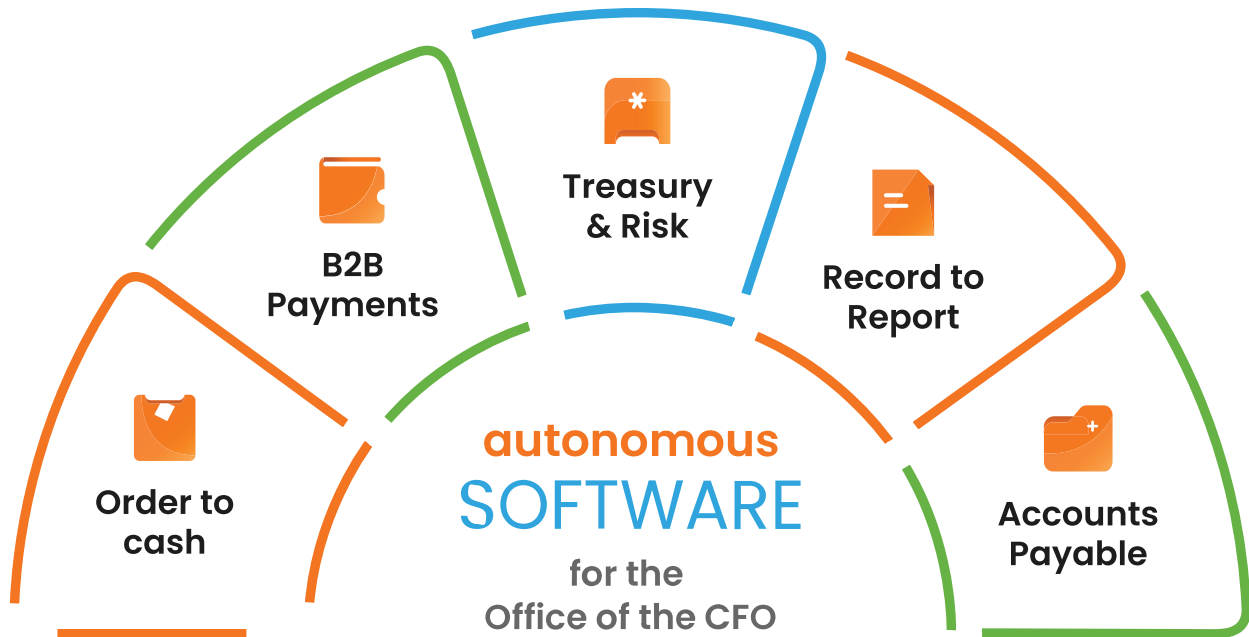 Order to
cash
B2B
Payments
Treasury
& Risk
Record to
Report
Accounts
Payable
autonomous
SOFTWARE
for the
Office of the CFO